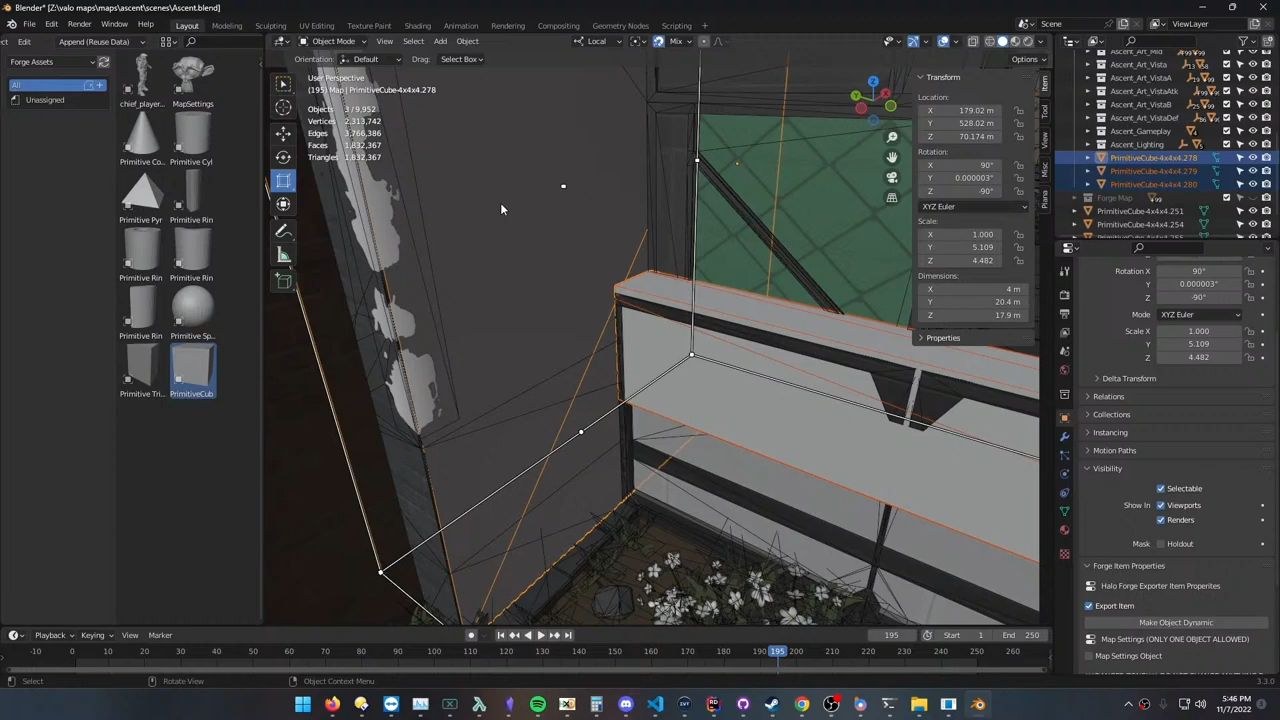 Blender* [Z:\valo maps\maps\ascent\scenes\Ascent.blend]
File Edit Render Window Help Layout Modeling Sculpting UV Editing Texture Paint Shading Animation Rendering Compositing Geometry Nodes Scripting + Scene ViewLayer
ct Find Append (Reuse Data) Object Mode View Select Add Object Local Mix
Forge Assets
All
Unassigned
chief_player... MapSettings
Primitive Co... Primitive Cyl
Primitive Pyr Primitive Rin
Primitive Rin Primitive Rin
Primitive Rin Primitive Sp...
Primitive Tri... PrimitiveCub
Orientation: Default Drag: Select Box Options
User Perspective
(195) Map | PrimitiveCube-4x4x4.278
Objects 3/9,952
Vertices 2,313,742
Edges 3,766,386
Faces 1,832,367
Triangles 1,832,367
Transform
Location:
X 179.02 m
Y 528.02 m
Z 70.174 m
Rotation:
X 90°
Y 0.000003°
Z -90°
XYZ Euler
Scale:
X 1.000
Y 5.109
Z 4.482
Dimensions:
X 4 m
Y 20.4 m
Z 17.9 m
Properties
Item
Tool
View
Misc
Ascent_Art_Mid
Ascent_Art_Vista
Ascent_Art_VistaA
Ascent_Art_VistaAtk
Ascent_Art_VistaB
Ascent_Art_VistaDef
Ascent_Gameplay
Ascent_Lighting
PrimitiveCube-4x4x4.278
PrimitiveCube-4x4x4.279
PrimitiveCube-4x4x4.280
Forge Map
PrimitiveCube-4x4x4.251
PrimitiveCube-4x4x4.254
Rotation X 90°
Y 0.000003°
Z -90°
Mode XYZ Euler
Scale X 1.000
Y 5.109
Z 4.482
Delta Transform
Relations
Collections
Instancing
Motion Paths
Visibility
Selectable
Show In Viewports
Renders
Mask Holdout
Forge Item Properties
Halo Forge Exporter Item Properites
Export Item
Make Object Dynamic
Map Settings (ONLY ONE OBJECT ALLOWED)
Map Settings Object
Playback Keying View Marker 195 Start 1 End 250
-10 0 10 20 30 40 50 60 70 80 90 100 110 120 130 140 150 160 170 180 190 195 200 210 220 230 240 250 260
Select Rotate View Object Context Menu 3.3.0
5:46 PM
11/7/2022